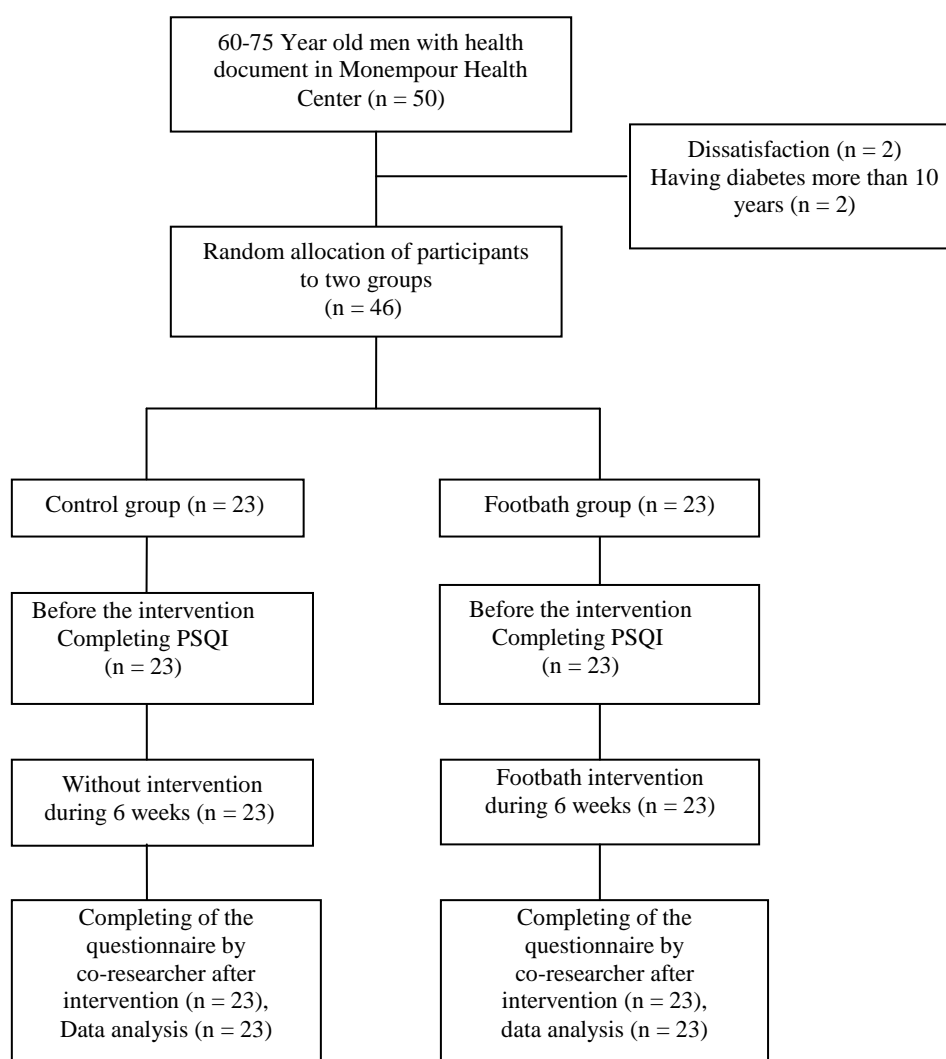 60-75 Year old men with health
document in Monempour Health
Center (n = 50)
Dissatisfaction (n = 2)
Having diabetes more than 10
years (n = 2)
Random allocation of participants
to two groups
(n = 46)
Control group (n = 23)
Footbath group (n = 23)
Before the intervention
Completing PSQI
(n = 23)
Before the intervention
Completing PSQI
(n = 23)
Without intervention
during 6 weeks (n = 23)
Footbath intervention
during 6 weeks (n = 23)
Completing of the
questionnaire by
co-researcher after
intervention (n = 23),
Data analysis (n = 23)
Completing of the
questionnaire by
co-researcher after
intervention (n = 23),
data analysis (n = 23)